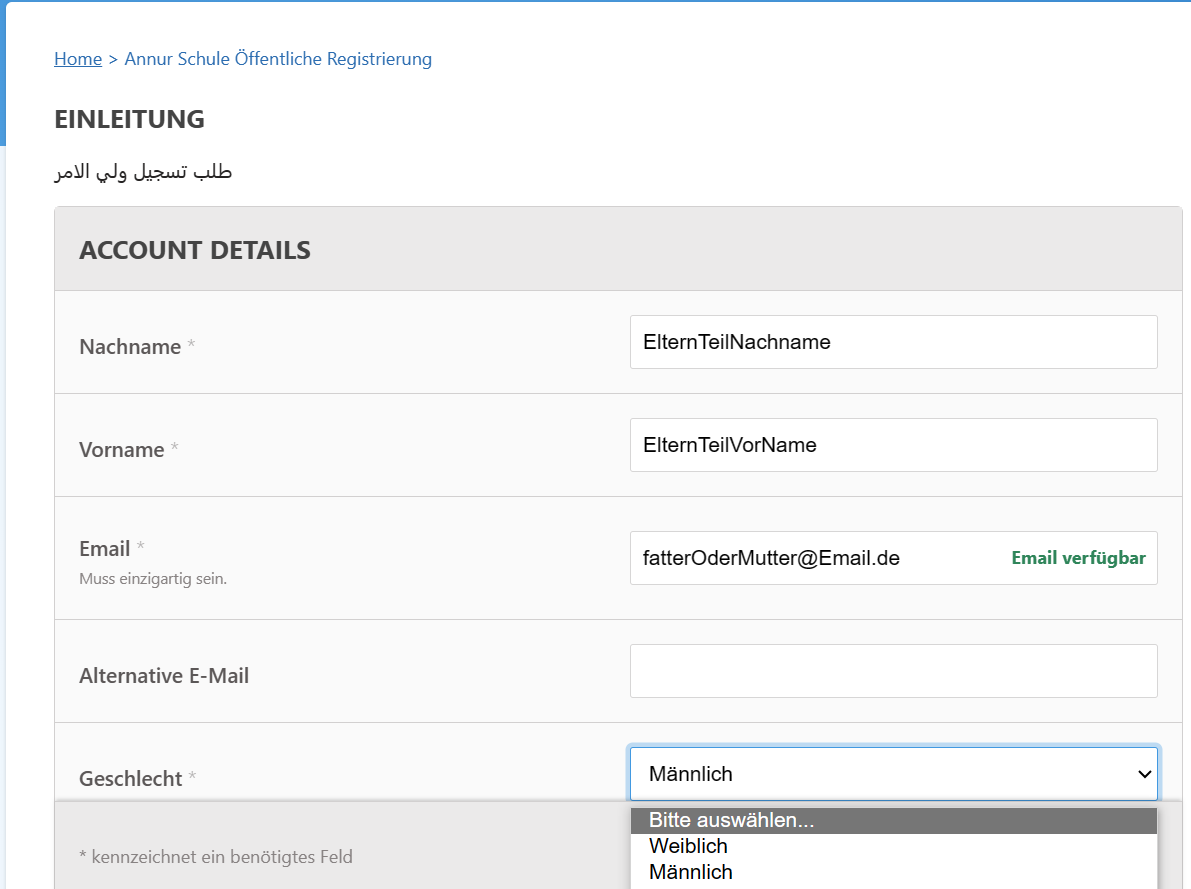 Home > Annur Schule Öffentliche Registrierung
EINLEITUNG
طلب تسجيل ولي الامر
ACCOUNT DETAILS
Nachname * ElternTeilNachname
Vorname * ElternTeilVorName
Email * fatterOderMutter@Email.de Email verfügbar
Muss einzigartig sein.
Alternative E-Mail
Geschlecht * Männlich
Bitte auswählen...
Weiblich
Männlich
* kennzeichnet ein benötigtes Feld